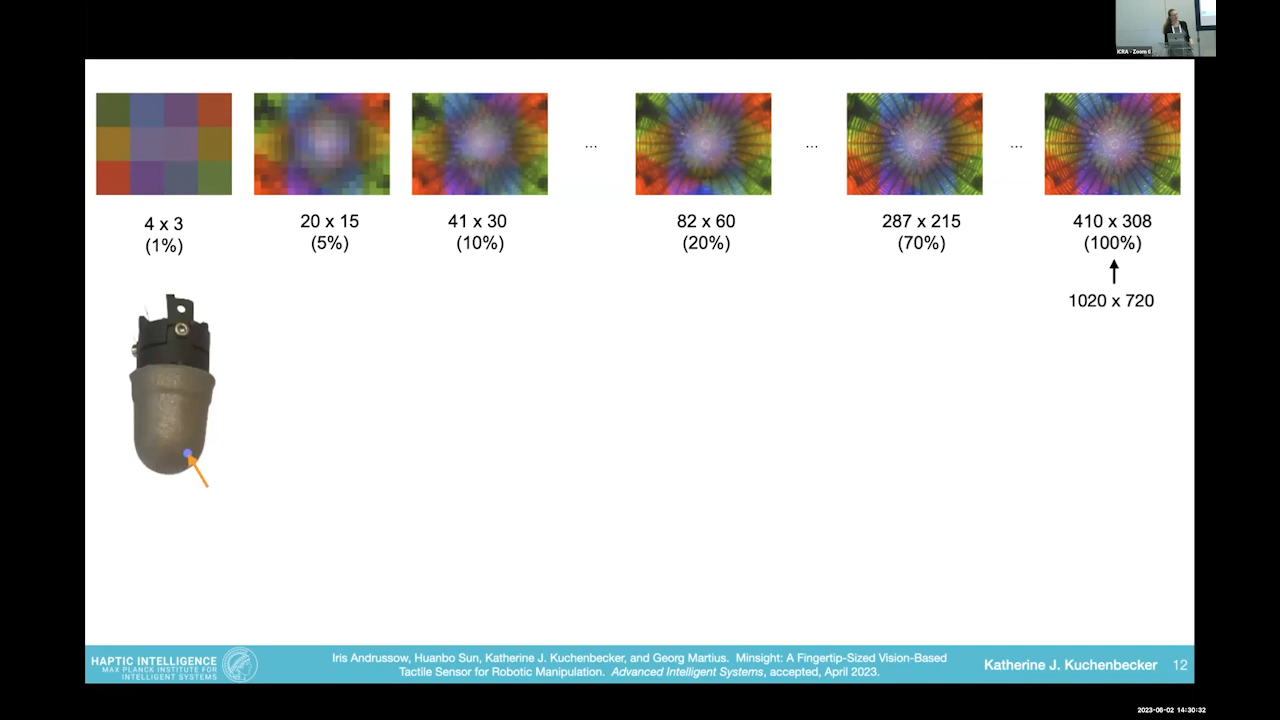 ICRA - Zoom 6
4 x 3
(1%)
20 x 15
(5%)
41 x 30
(10%)
...
82 x 60
(20%)
...
287 x 215
(70%)
...
410 x 308
(100%)
1020 x 720
HAPTIC INTELLIGENCE
MAX PLANCK INSTITUTE FOR
INTELLIGENT SYSTEMS
Iris Andrussow, Huanbo Sun, Katherine J. Kuchenbecker, and Georg Martius. Minsight: A Fingertip-Sized Vision-Based
Tactile Sensor for Robotic Manipulation. Advanced Intelligent Systems, accepted, April 2023.
Katherine J. Kuchenbecker 12
2023-06-02 14:30:32